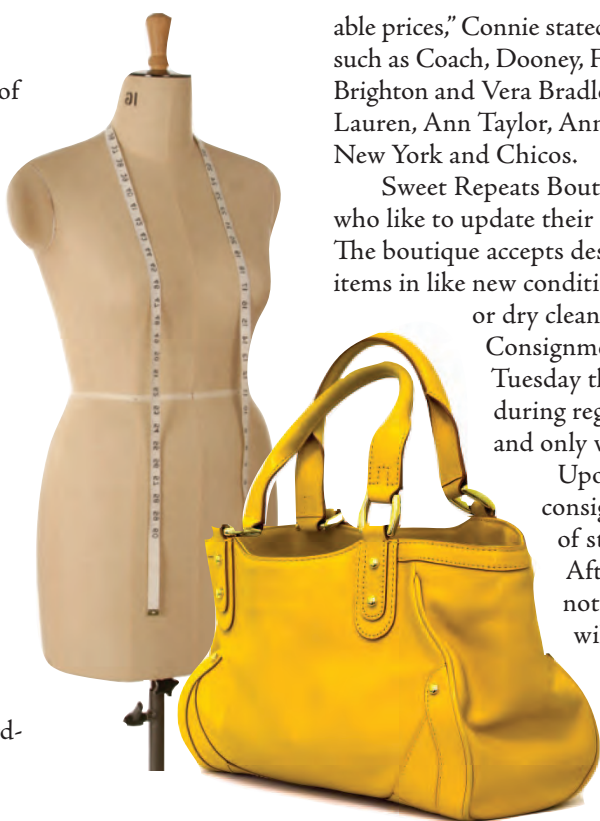 of
d-
16
able prices,” Connie stated
such as Coach, Dooney, F
Brighton and Vera Bradle
Lauren, Ann Taylor, Ann
New York and Chicos.
Sweet Repeats Bout
who like to update their
The boutique accepts des
items in like new conditi
or dry clean
Consignme
Tuesday th
during reg
and only w
Upo
consig
of st
Aft
not
wi